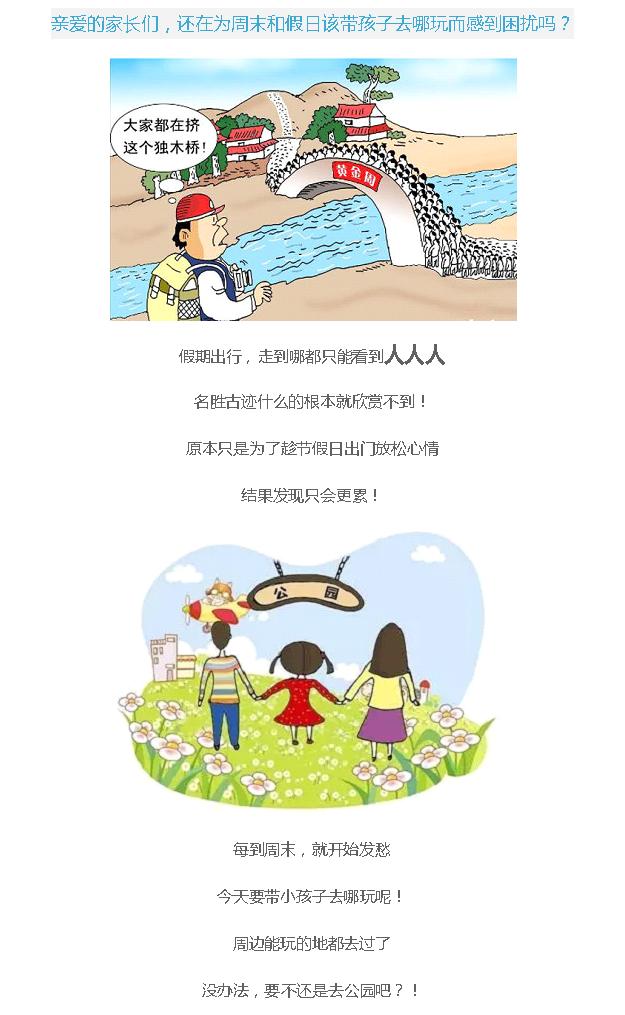 亲爱的家长们，还在为周末和假日该带孩子去哪玩而感到困扰吗？
大家都在挤
这个独木桥!
黄金周
假期出行，走到哪都只能看到人人人
名胜古迹什么的根本就欣赏不到！
原本只是为了趁节假日出门放松心情
结果发现只会更累！
公 园
每到周末，就开始发愁
今天要带小孩子去哪玩呢！
周边能玩的地都去过了
没办法，要不还是去公园吧？！